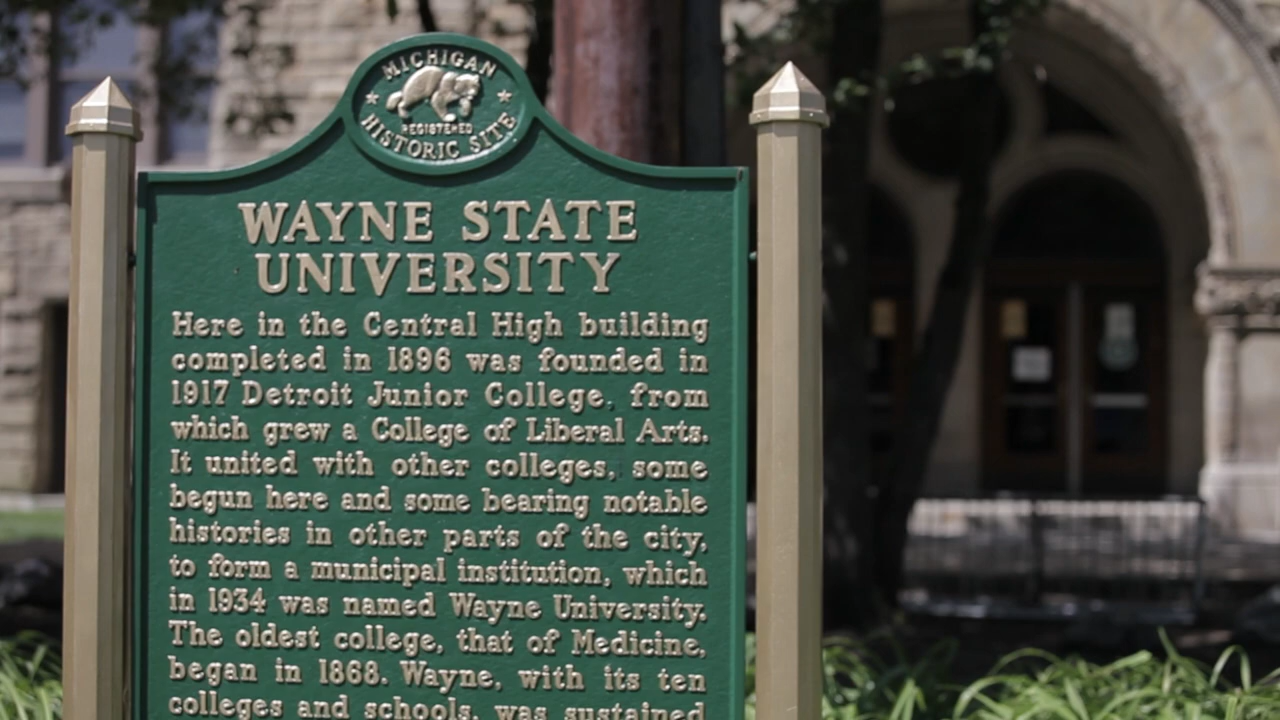 MICHIGAN
REGISTERED
HISTORIC SITE
WAYNE STATE
UNIVERSITY
Here in the Central High building
completed in 1896 was founded in
1917 Detroit Junior College, from
which grew a College of Liberal Arts.
It united with other colleges, some
begun here and some bearing notable
histories in other parts of the city,
to form a municipal institution, which
in 1934 was named Wayne University.
The oldest college, that of Medicine,
began in 1868. Wayne, with its ten
colleges and schools, was sustained